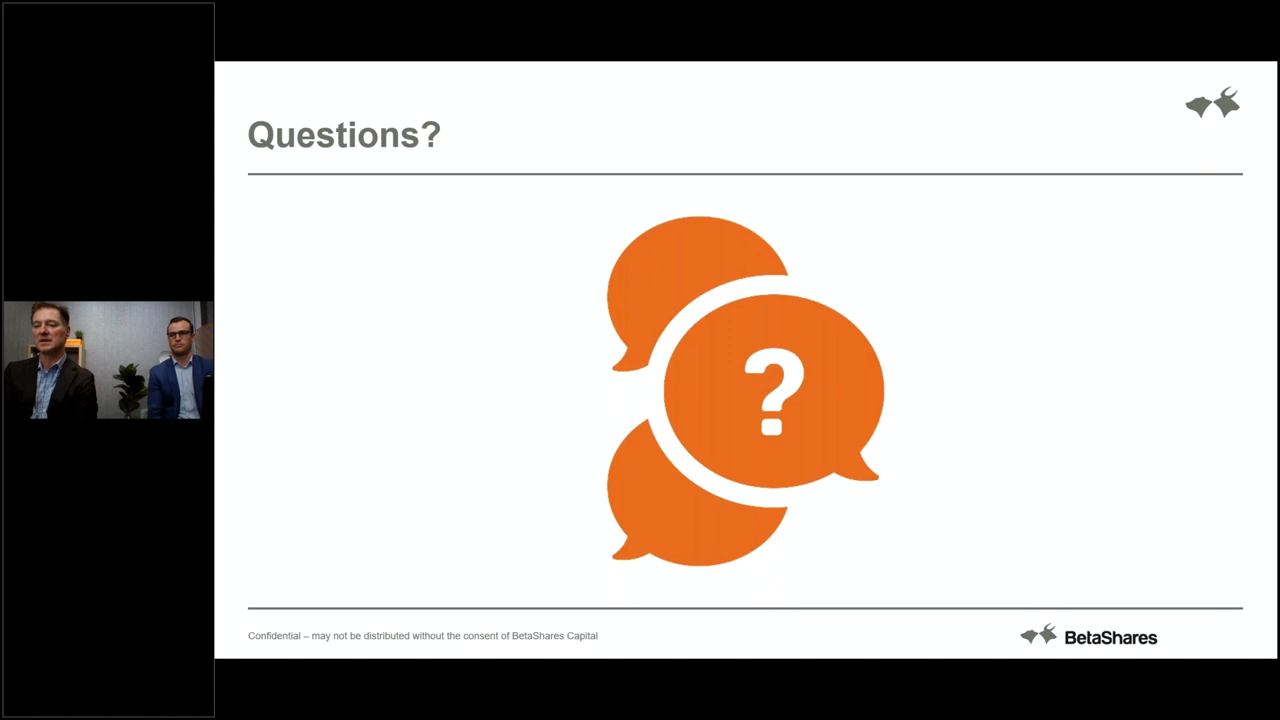 Questions?
?
Confidential – may not be distributed without the consent of BetaShares Capital
BetaShares